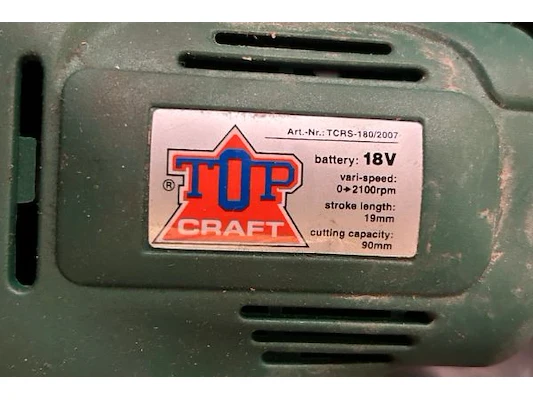 Art.-Nr.: TCRS-180/2007
battery: 18V
vari-speed:
0➔2100rpm
stroke length:
19mm
cutting capacity:
90mm
® TOP
CRAFT